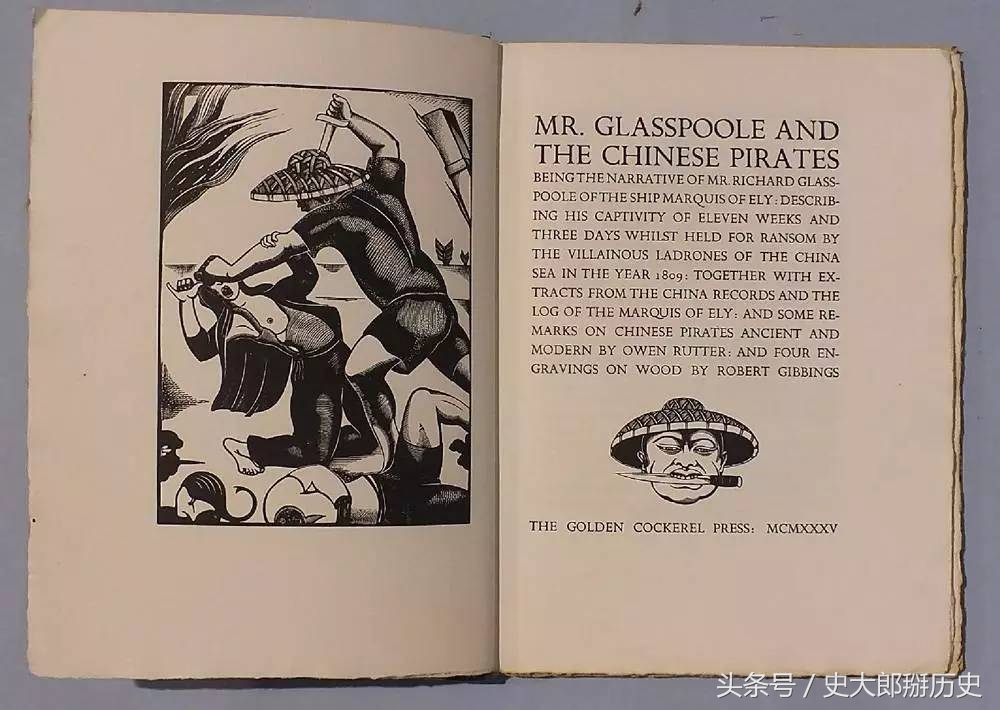 MR. GLASSPOOLE AND
THE CHINESE PIRATES
BEING THE NARRATIVE OF MR. RICHARD GLASS-
POOLE OF THE SHIP MARQUIS OF ELY: DESCRIB-
ING HIS CAPTIVITY OF ELEVEN WEEKS AND
THREE DAYS WHILST HELD FOR RANSOM BY
THE VILLAINOUS LADRONES OF THE CHINA
SEA IN THE YEAR 1809: TOGETHER WITH EX-
TRACTS FROM THE CHINA RECORDS AND THE
LOG OF THE MARQUIS OF ELY: AND SOME RE-
MARKS ON CHINESE PIRATES ANCIENT AND
MODERN BY OWEN RUTTER: AND FOUR EN-
GRAVINGS ON WOOD BY ROBERT GIBBINGS
THE GOLDEN COCKEREL PRESS: MCMXXXV
头条号／史大郎掰历史